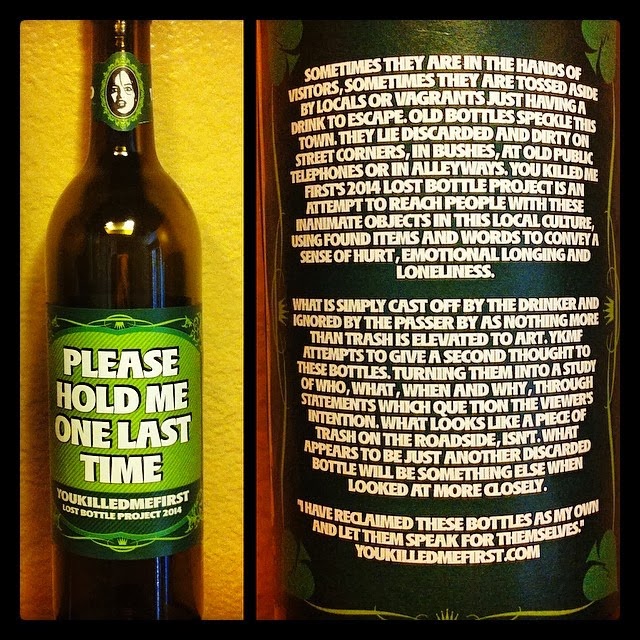 PLEASE
HOLD ME
ONE LAST
TIME
YOUKILLEDMEFIRST
LOST BOTTLE PROJECT 2014
SOMETIMES THEY ARE IN THE HANDS OF
VISITORS, SOMETIMES THEY ARE TOSSED ASIDE
BY LOCALS OR VAGRANTS JUST HAVING A
DRINK TO ESCAPE. OLD BOTTLES SPECKLE THIS
TOWN. THEY LIE DISCARDED AND DIRTY ON
STREET CORNERS, IN BUSHES, AT OLD PUBLIC
TELEPHONES OR IN ALLEYWAYS. YOU KILLED ME
FIRST'S 2014 LOST BOTTLE PROJECT IS AN
ATTEMPT TO REACH PEOPLE WITH THESE
INANIMATE OBJECTS IN THIS LOCAL CULTURE,
USING FOUND ITEMS AND WORDS TO CONVEY A
SENSE OF HURT, EMOTIONAL LONGING AND
LONELINESS.
WHAT IS SIMPLY CAST OFF BY THE DRINKER AND
IGNORED BY THE PASSER BY AS NOTHING MORE
THAN TRASH IS ELEVATED TO ART. YKMF
ATTEMPTS TO GIVE A SECOND THOUGHT TO
THESE BOTTLES. TURNING THEM INTO A STUDY
OF WHO, WHAT, WHEN AND WHY, THROUGH
STATEMENTS WHICH QUE TION THE VIEWER'S
INTENTION. WHAT LOOKS LIKE A PIECE OF
TRASH ON THE ROADSIDE, ISN'T. WHAT
APPEARS TO BE JUST ANOTHER DISCARDED
BOTTLE WILL BE SOMETHING ELSE WHEN
LOOKED AT MORE CLOSELY.
"I HAVE RECLAIMED THESE BOTTLES AS MY OWN
AND LET THEM SPEAK FOR THEMSELVES."
YOUKILLEDMEFIRST.COM